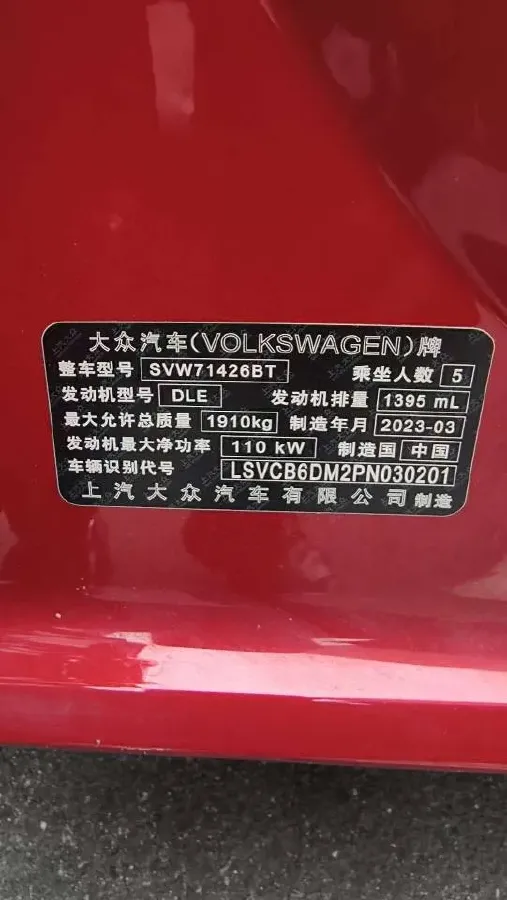 大众汽车(VOLKSWAGEN)牌
整车型号 SVW71426BT 乘坐人数 5
发动机型号 DLE 发动机排量 1395 mL
最大允许总质量 1910kg 制造年月 2023-03
发动机最大净功率 110 kW 制造国 中国
车辆识别代号 LSVCB6DM2PN030201
上汽大众汽车有限公司 制造